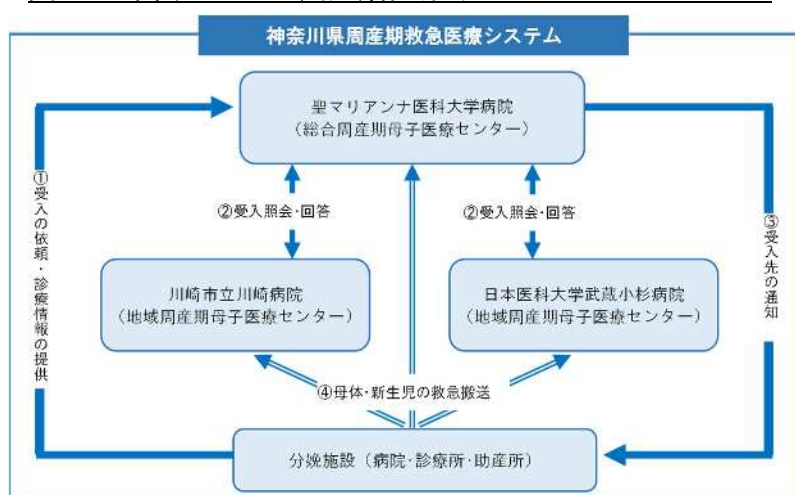 神奈川県周産期救急医療システム
聖マリアンナ医科大学病院
（総合周産期母子医療センター）
①受入の依頼・診療情報の提供
②受入照会・回答
②受入照会・回答
③受入先の通知
川崎市立川崎病院
（地域周産期母子医療センター）
日本医科大学武蔵小杉病院
（地域周産期母子医療センター）
④母体・新生児の救急搬送
分娩施設（病院・診療所・助産所）